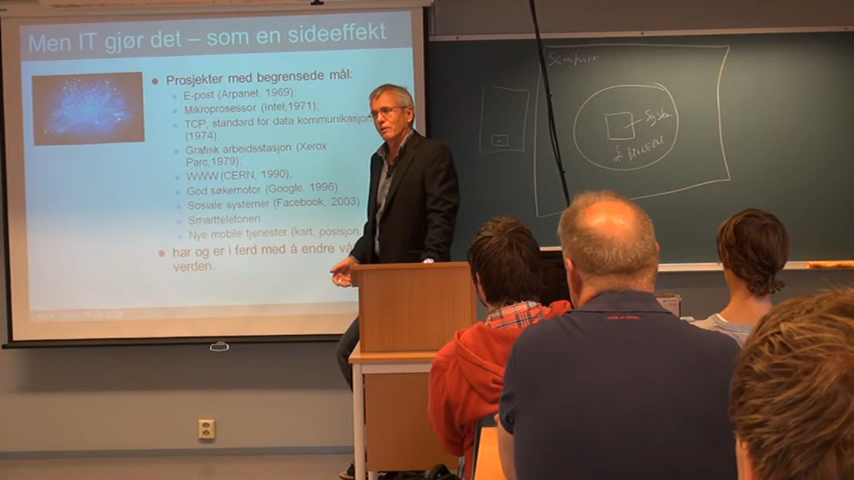 Men IT gjør det – som en sideeffekt
Prosjekter med begrensede mål:
E-post (Arpanet, 1969);
Mikroprosessor (Intel,1971);
TCP; standard for data kommunikasjon
(1974);
Grafisk arbeidsstasjon (Xerox
Parc,1979);
WWW (CERN, 1990);
God søkemotor (Google, 1996)
Sosiale systemer (Facebook, 2003)
Smarttelefonen
Nye mobile tjenester (kart, posisjon,
har og er i ferd med å endre
verden.